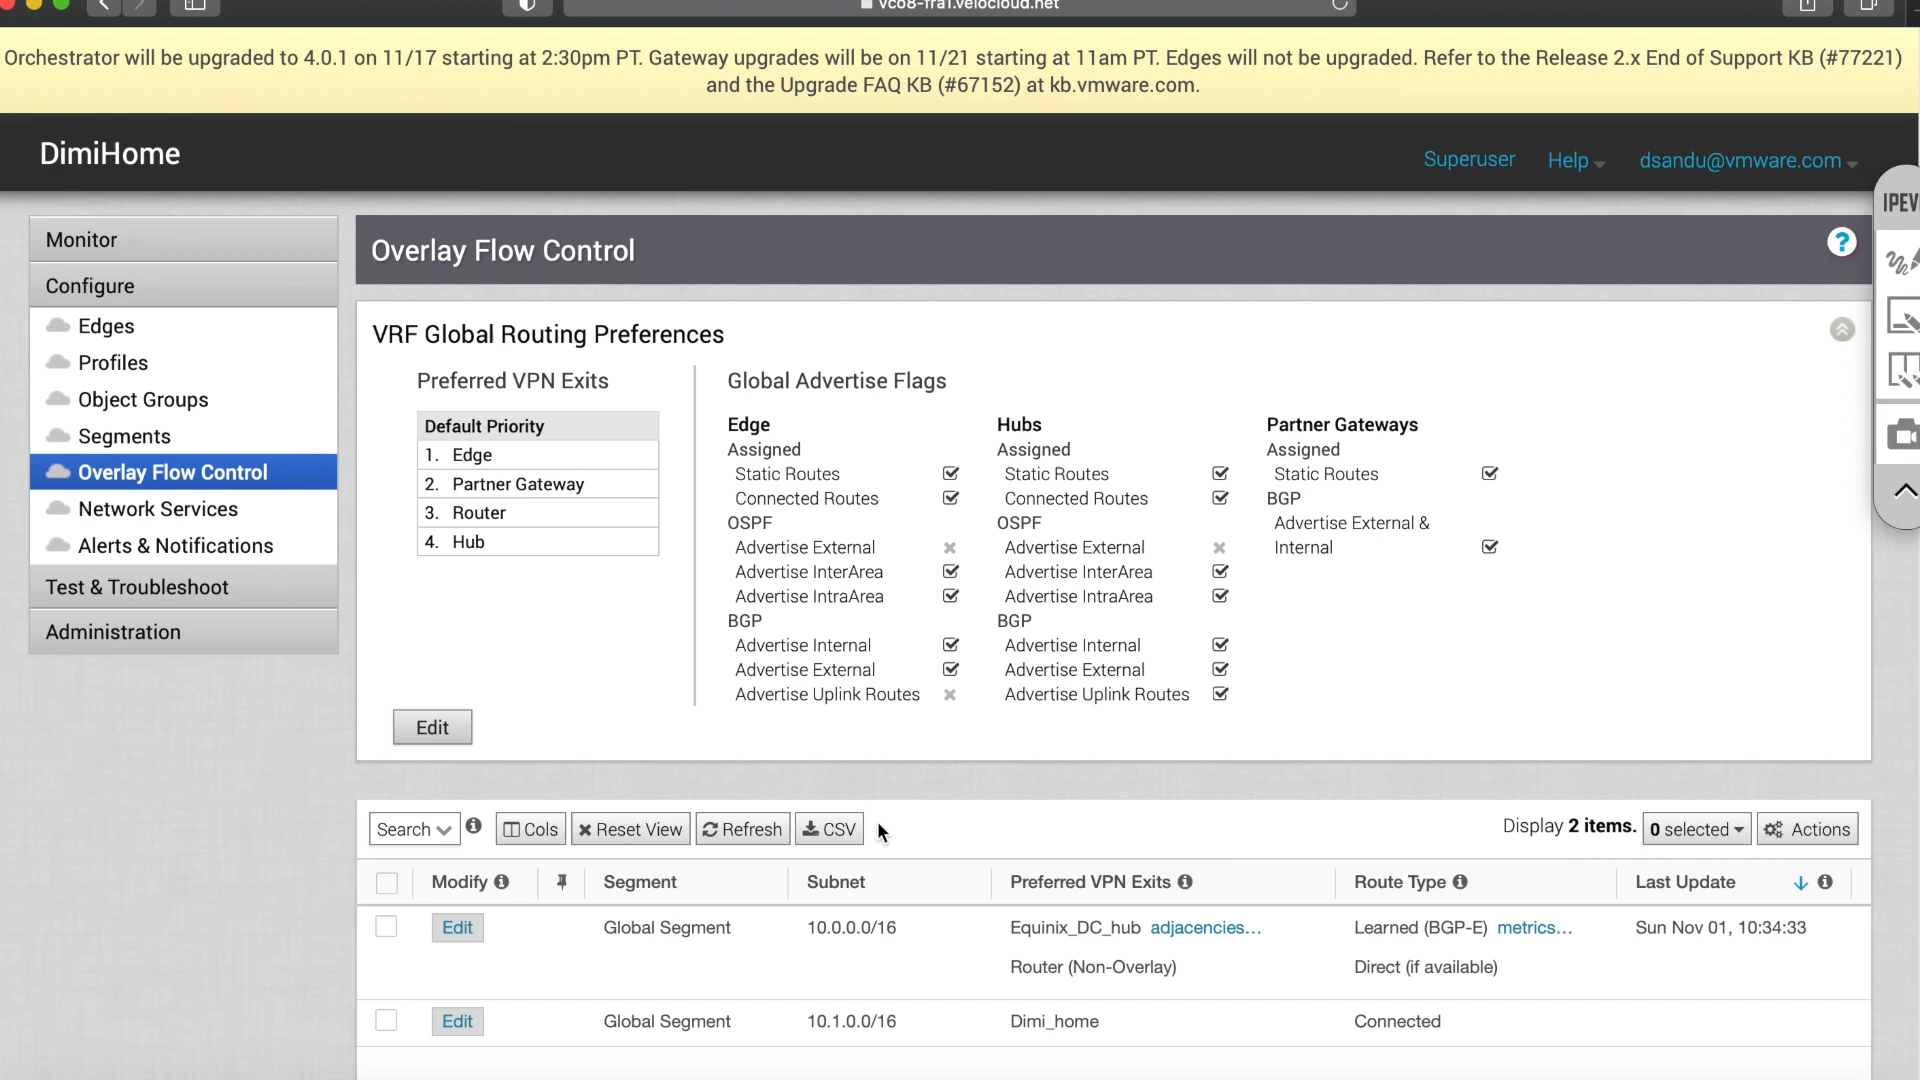 vco8-fra1.velocloud.net
Orchestrator will be upgraded to 4.0.1 on 11/17 starting at 2:30pm PT. Gateway upgrades will be on 11/21 starting at 11am PT. Edges will not be upgraded. Refer to the Release 2.x End of Support KB (#77221)
and the Upgrade FAQ KB (#67152) at kb.vmware.com.
DimiHome
Superuser
Help
dsandu@vmware.com
IPEV
Monitor
Configure
Edges
Profiles
Object Groups
Segments
Overlay Flow Control
Network Services
Alerts & Notifications
Test & Troubleshoot
Administration
Overlay Flow Control
?
VRF Global Routing Preferences
Preferred VPN Exits
Default Priority
1. Edge
2. Partner Gateway
3. Router
4. Hub
Edit
Global Advertise Flags
Edge
Assigned
Static Routes
Connected Routes
OSPF
Advertise External
Advertise InterArea
Advertise IntraArea
BGP
Advertise Internal
Advertise External
Advertise Uplink Routes
Hubs
Assigned
Static Routes
Connected Routes
OSPF
Advertise External
Advertise InterArea
Advertise IntraArea
BGP
Advertise Internal
Advertise External
Advertise Uplink Routes
Partner Gateways
Assigned
Static Routes
BGP
Advertise External &
Internal
Search
Cols
Reset View
Refresh
CSV
Display 2 items.
0 selected
Actions
Modify Segment Subnet Preferred VPN Exits Route Type Last Update
Edit Global Segment 10.0.0.0/16 Equinix_DC_hub adjacencies... Learned (BGP-E) metrics... Sun Nov 01, 10:34:33
Router (Non-Overlay) Direct (if available)
Edit Global Segment 10.1.0.0/16 Dimi_home Connected